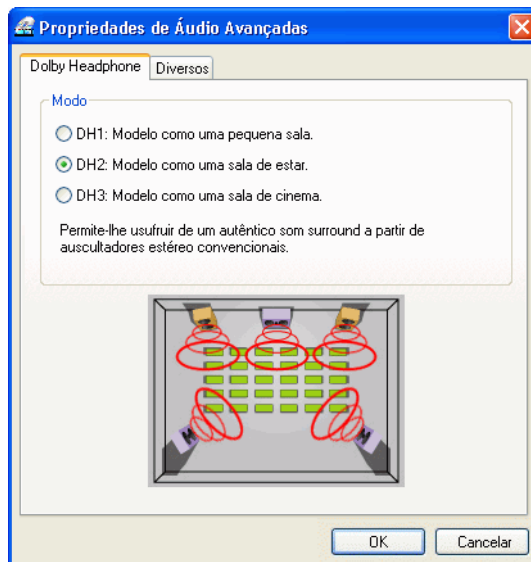 Propriedades de Áudio Avançadas
Dolby Headphone
Diversos
Modo
DH1: Modelo como uma pequena sala.
DH2: Modelo como uma sala de estar.
DH3: Modelo como uma sala de cinema.
Permite-lhe usufruir de um autêntico som surround a partir de
auscultadores estéreo convencionais.
OK
Cancelar